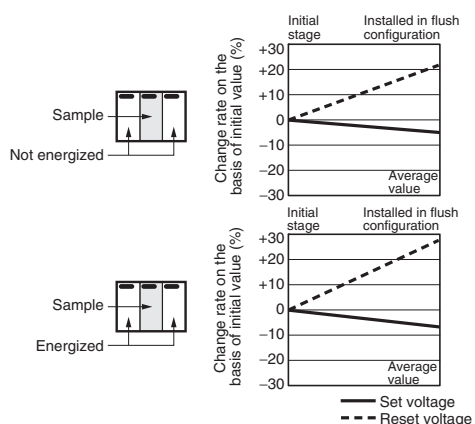 Initial stage
Installed in flush configuration
Change rate on the basis of initial value (%)
+30
+20
+10
0
−10
−20
−30
Average value
Sample
Not energized
Initial stage
Installed in flush configuration
Change rate on the basis of initial value (%)
+30
+20
+10
0
−10
−20
−30
Average value
Sample
Energized
Set voltage
Reset voltage